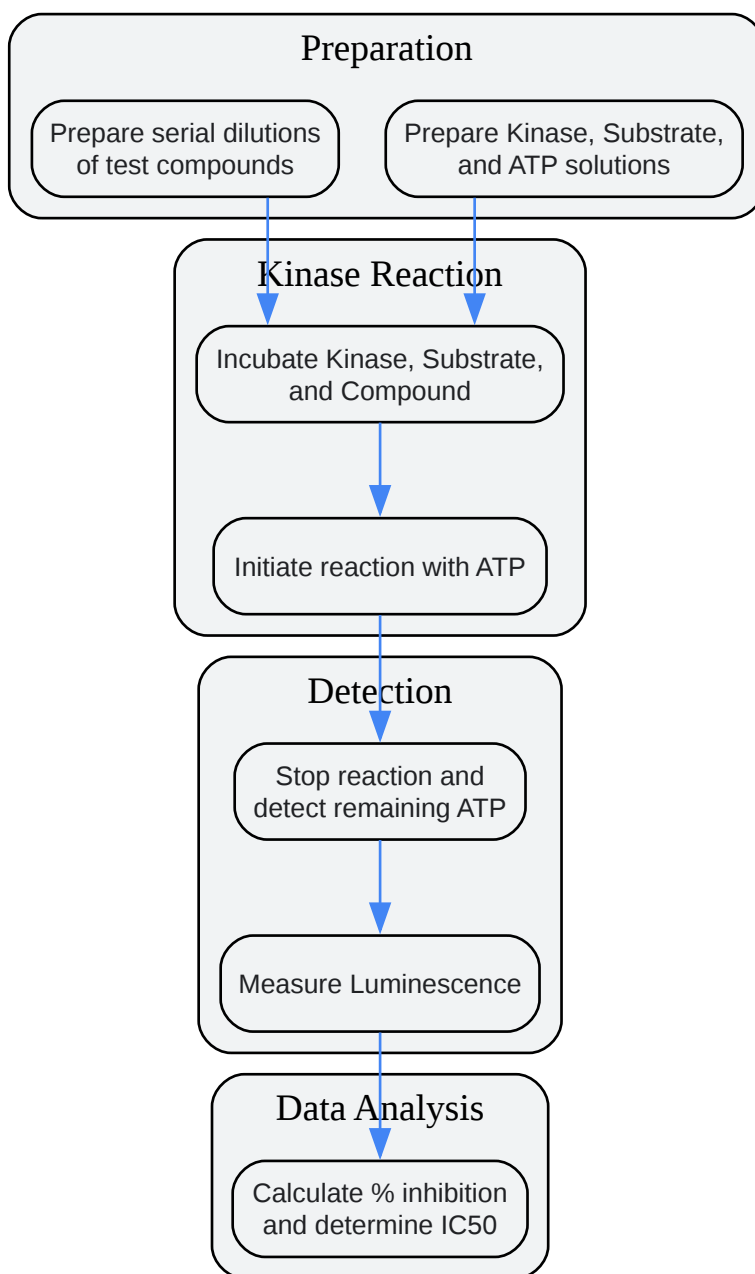 Preparation
Prepare serial dilutions
of test compounds
Prepare Kinase, Substrate,
and ATP solutions
Kinase Reaction
Incubate Kinase, Substrate,
and Compound
Initiate reaction with ATP
Detection
Stop reaction and
detect remaining ATP
Measure Luminescence
Data Analysis
Calculate % inhibition
and determine IC50